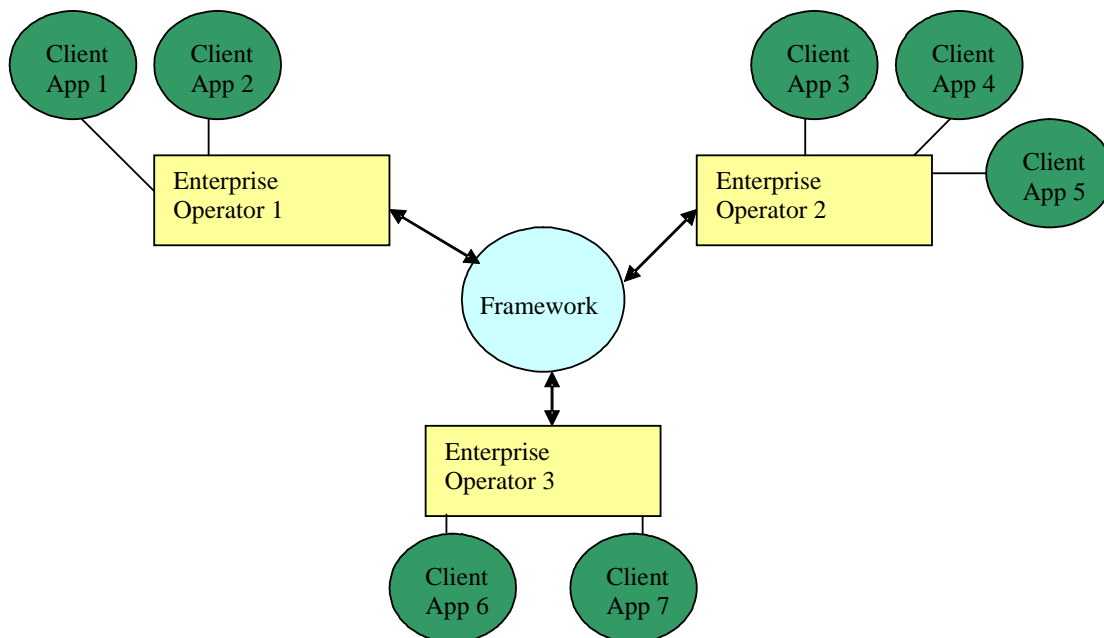 Client
App 1
Client
App 2
Client
App 3
Client
App 4
Client
App 5
Enterprise
Operator 1
Enterprise
Operator 2
Framework
Enterprise
Operator 3
Client
App 6
Client
App 7